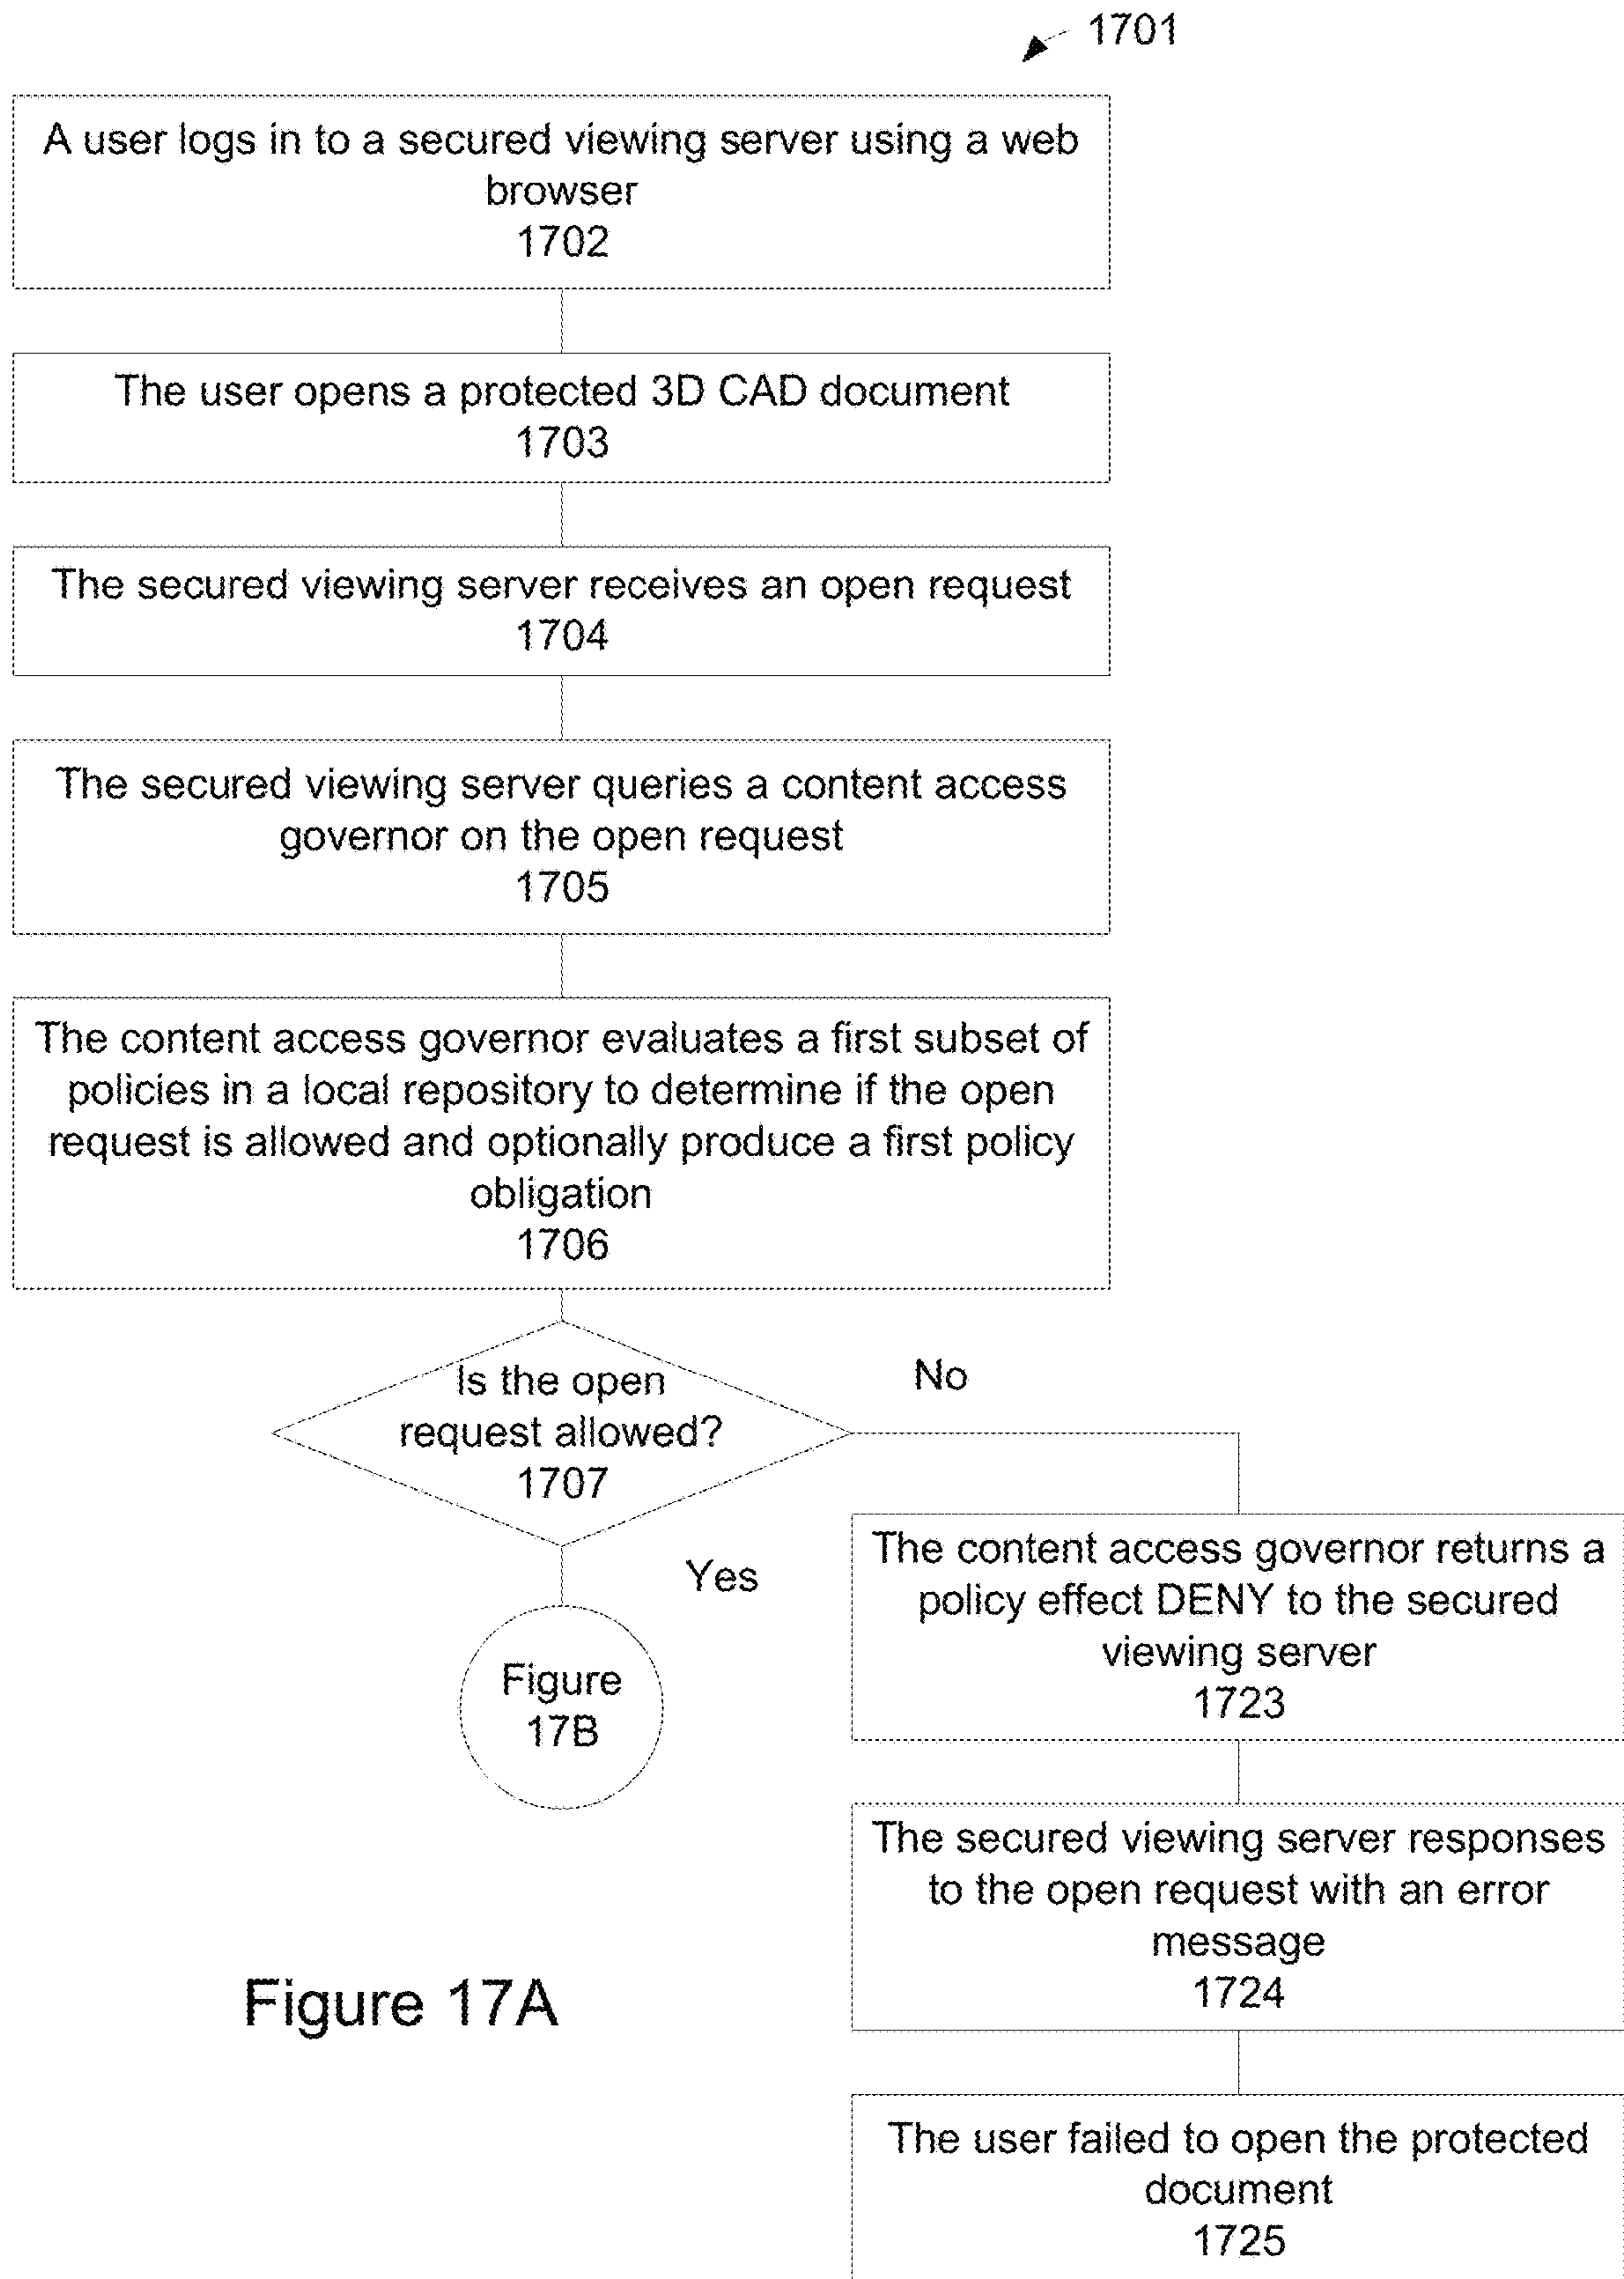 1701
A user logs in to a secured viewing server using a web
browser
1702
The user opens a protected 3D CAD document
1703
The secured viewing server receives an open request
1704
The secured viewing server queries a content access
governor on the open request
1705
The content access governor evaluates a first subset of
policies in a local repository to determine if the open
request is allowed and optionally produce a first policy
obligation
1706
Is the open
request allowed?
1707
No
Yes
Figure
17B
The content access governor returns a
policy effect DENY to the secured
viewing server
1723
The secured viewing server responses
to the open request with an error
message
1724
The user failed to open the protected
document
1725
Figure 17A